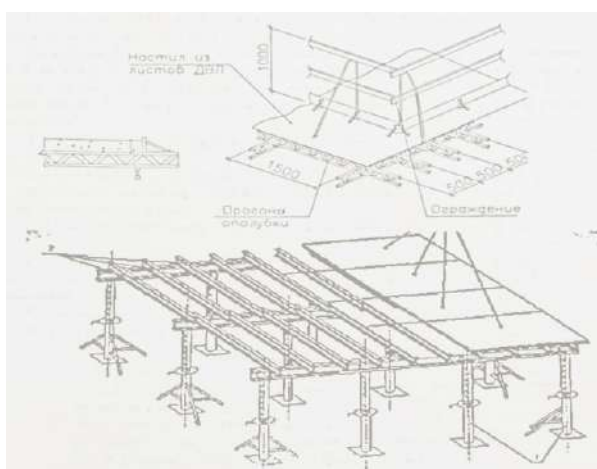 1000
Настил из
листов ДВП
1500
500 500 500
Прогоны
опалубки
Ограждение